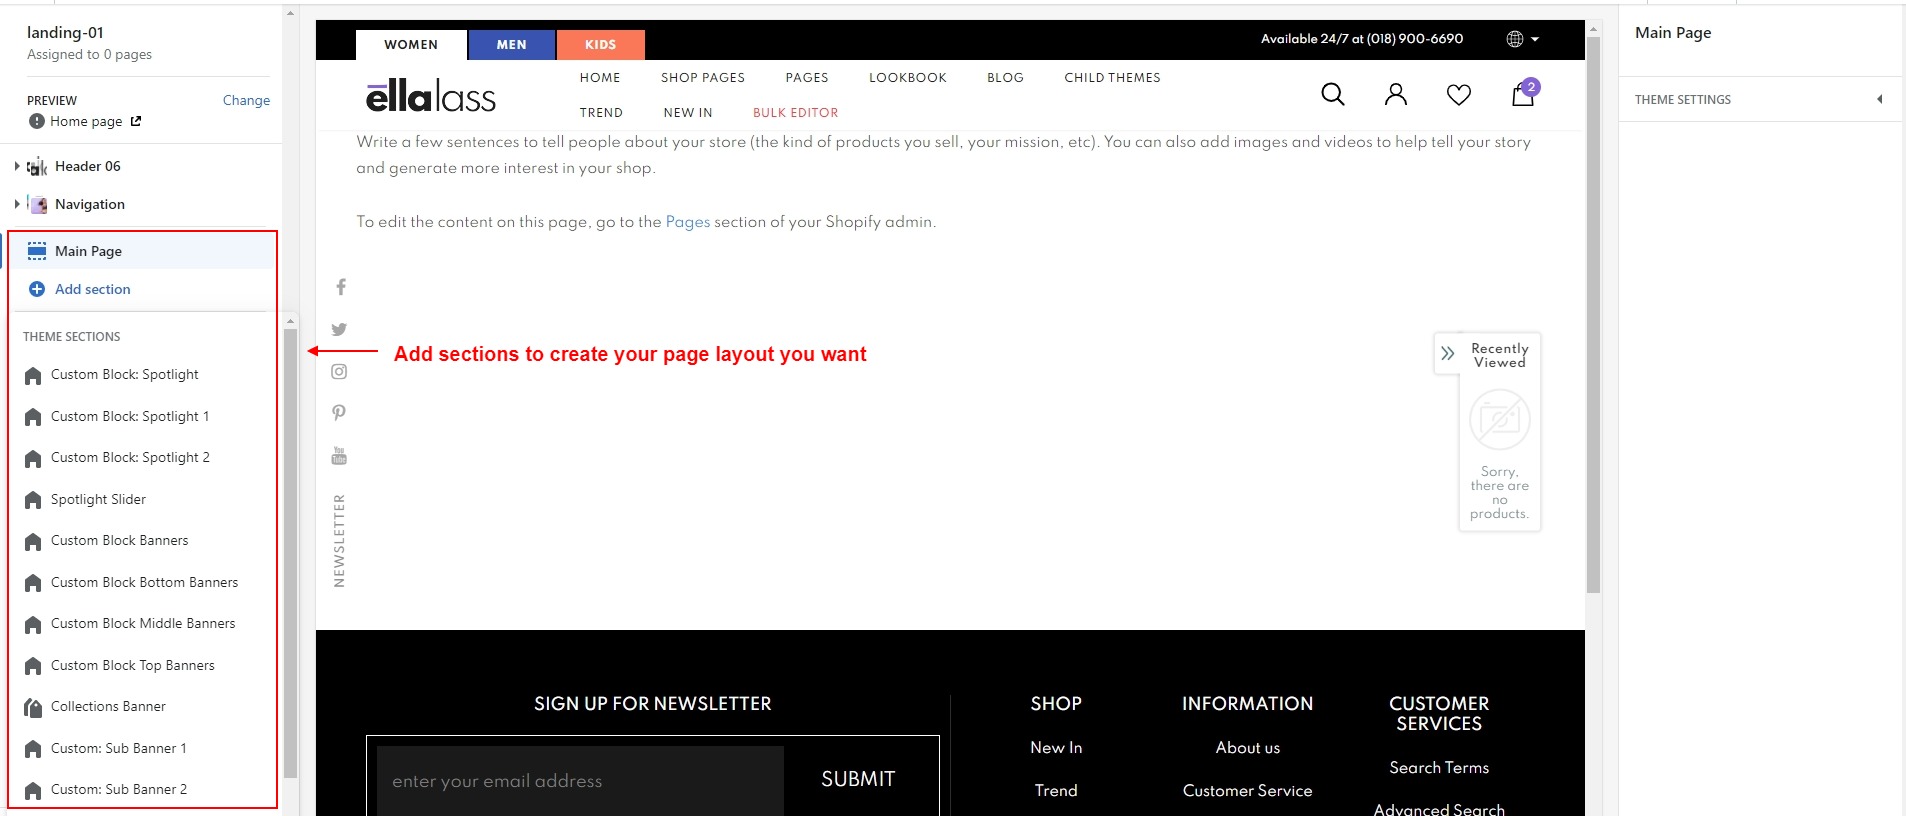 landing-01
Assigned to 0 pages
PREVIEW
Change
Home page
Header 06
Navigation
Main Page
Add section
THEME SECTIONS
Custom Block: Spotlight
Custom Block: Spotlight 1
Custom Block: Spotlight 2
Spotlight Slider
Custom Block Banners
Custom Block Bottom Banners
Custom Block Middle Banners
Custom Block Top Banners
Collections Banner
Custom: Sub Banner 1
Custom: Sub Banner 2
WOMEN
MEN
KIDS
Available 24/7 at (018) 900-6690
ellalass
HOME
SHOP PAGES
PAGES
LOOKBOOK
BLOG
CHILD THEMES
TREND
NEW IN
BULK EDITOR
2
Write a few sentences to tell people about your store (the kind of products you sell, your mission, etc). You can also add images and videos to help tell your story
and generate more interest in your shop.
To edit the content on this page, go to the Pages section of your Shopify admin.
You
Tube
NEWSLETTER
Add sections to create your page layout you want
Recently
Viewed
Sorry,
there are
no
products.
SIGN UP FOR NEWSLETTER
enter your email address
SUBMIT
SHOP
New In
Trend
INFORMATION
About us
Customer Service
CUSTOMER
SERVICES
Search Terms
Advanced Search
Main Page
THEME SETTINGS